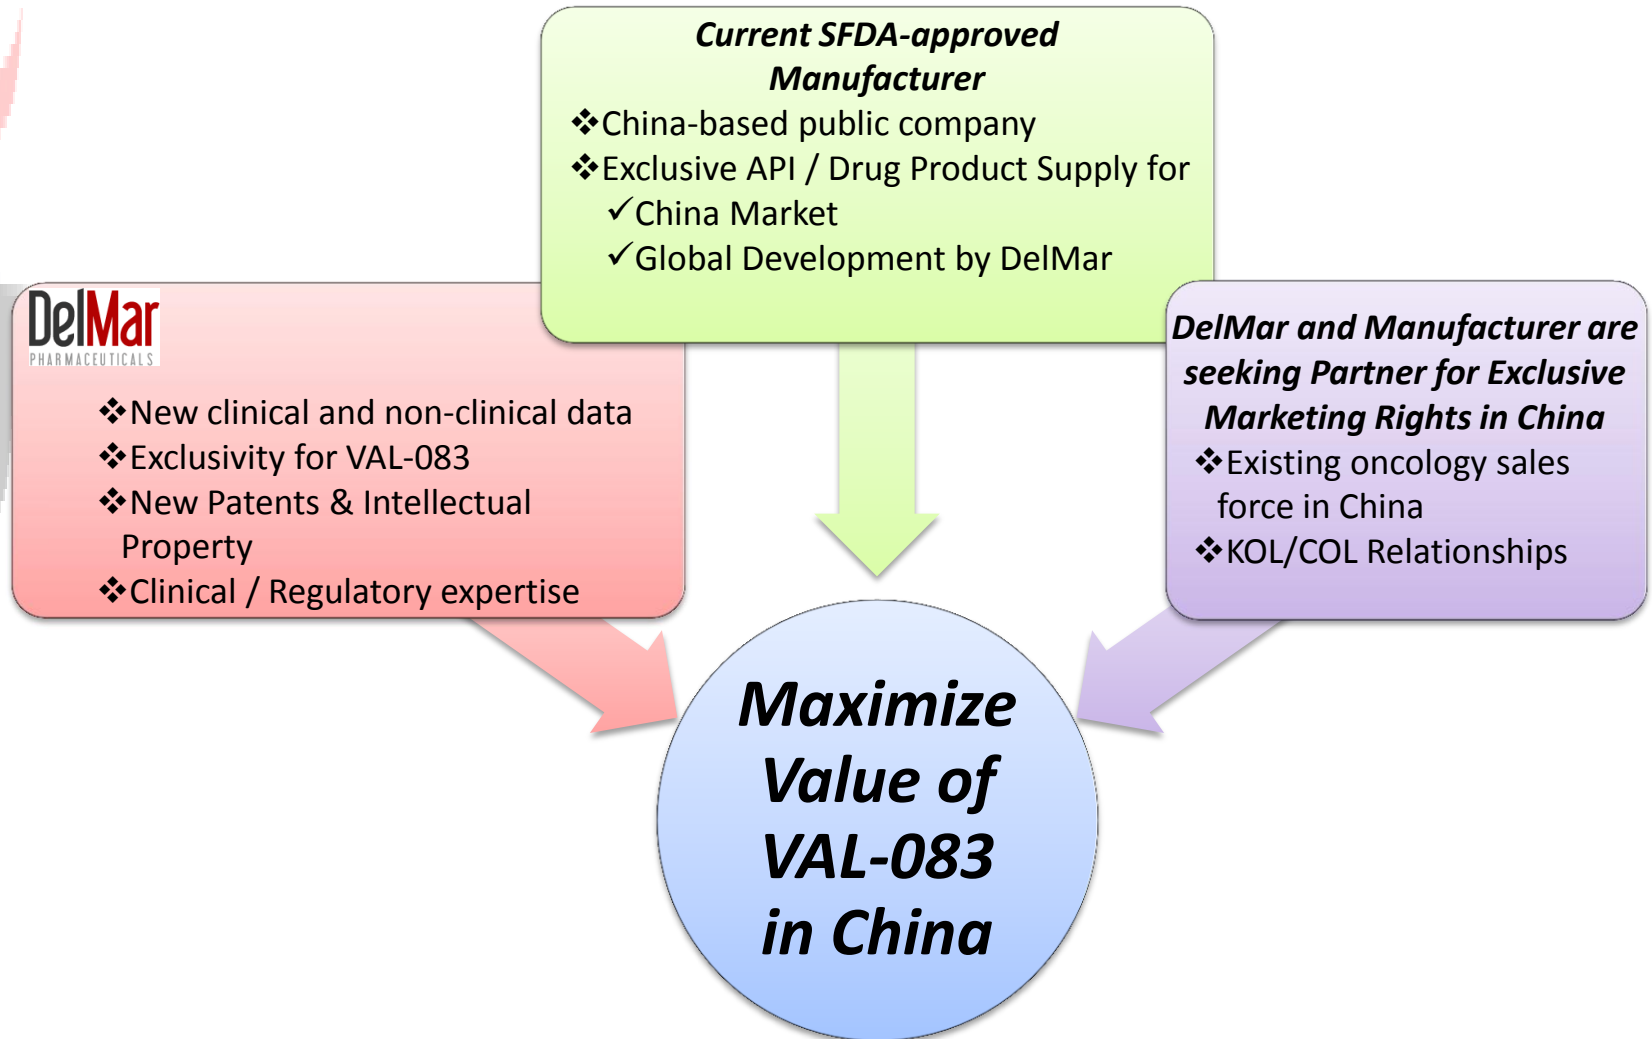 Current SFDA-approved
Manufacturer
❖China-based public company
❖Exclusive API / Drug Product Supply for
✓China Market
✓Global Development by DelMar
DelMar
PHARMACEUTICALS
❖New clinical and non-clinical data
❖Exclusivity for VAL-083
❖New Patents & Intellectual
Property
❖Clinical / Regulatory expertise
DelMar and Manufacturer are
seeking Partner for Exclusive
Marketing Rights in China
❖Existing oncology sales
force in China
❖KOL/COL Relationships
Maximize
Value of
VAL-083
in China